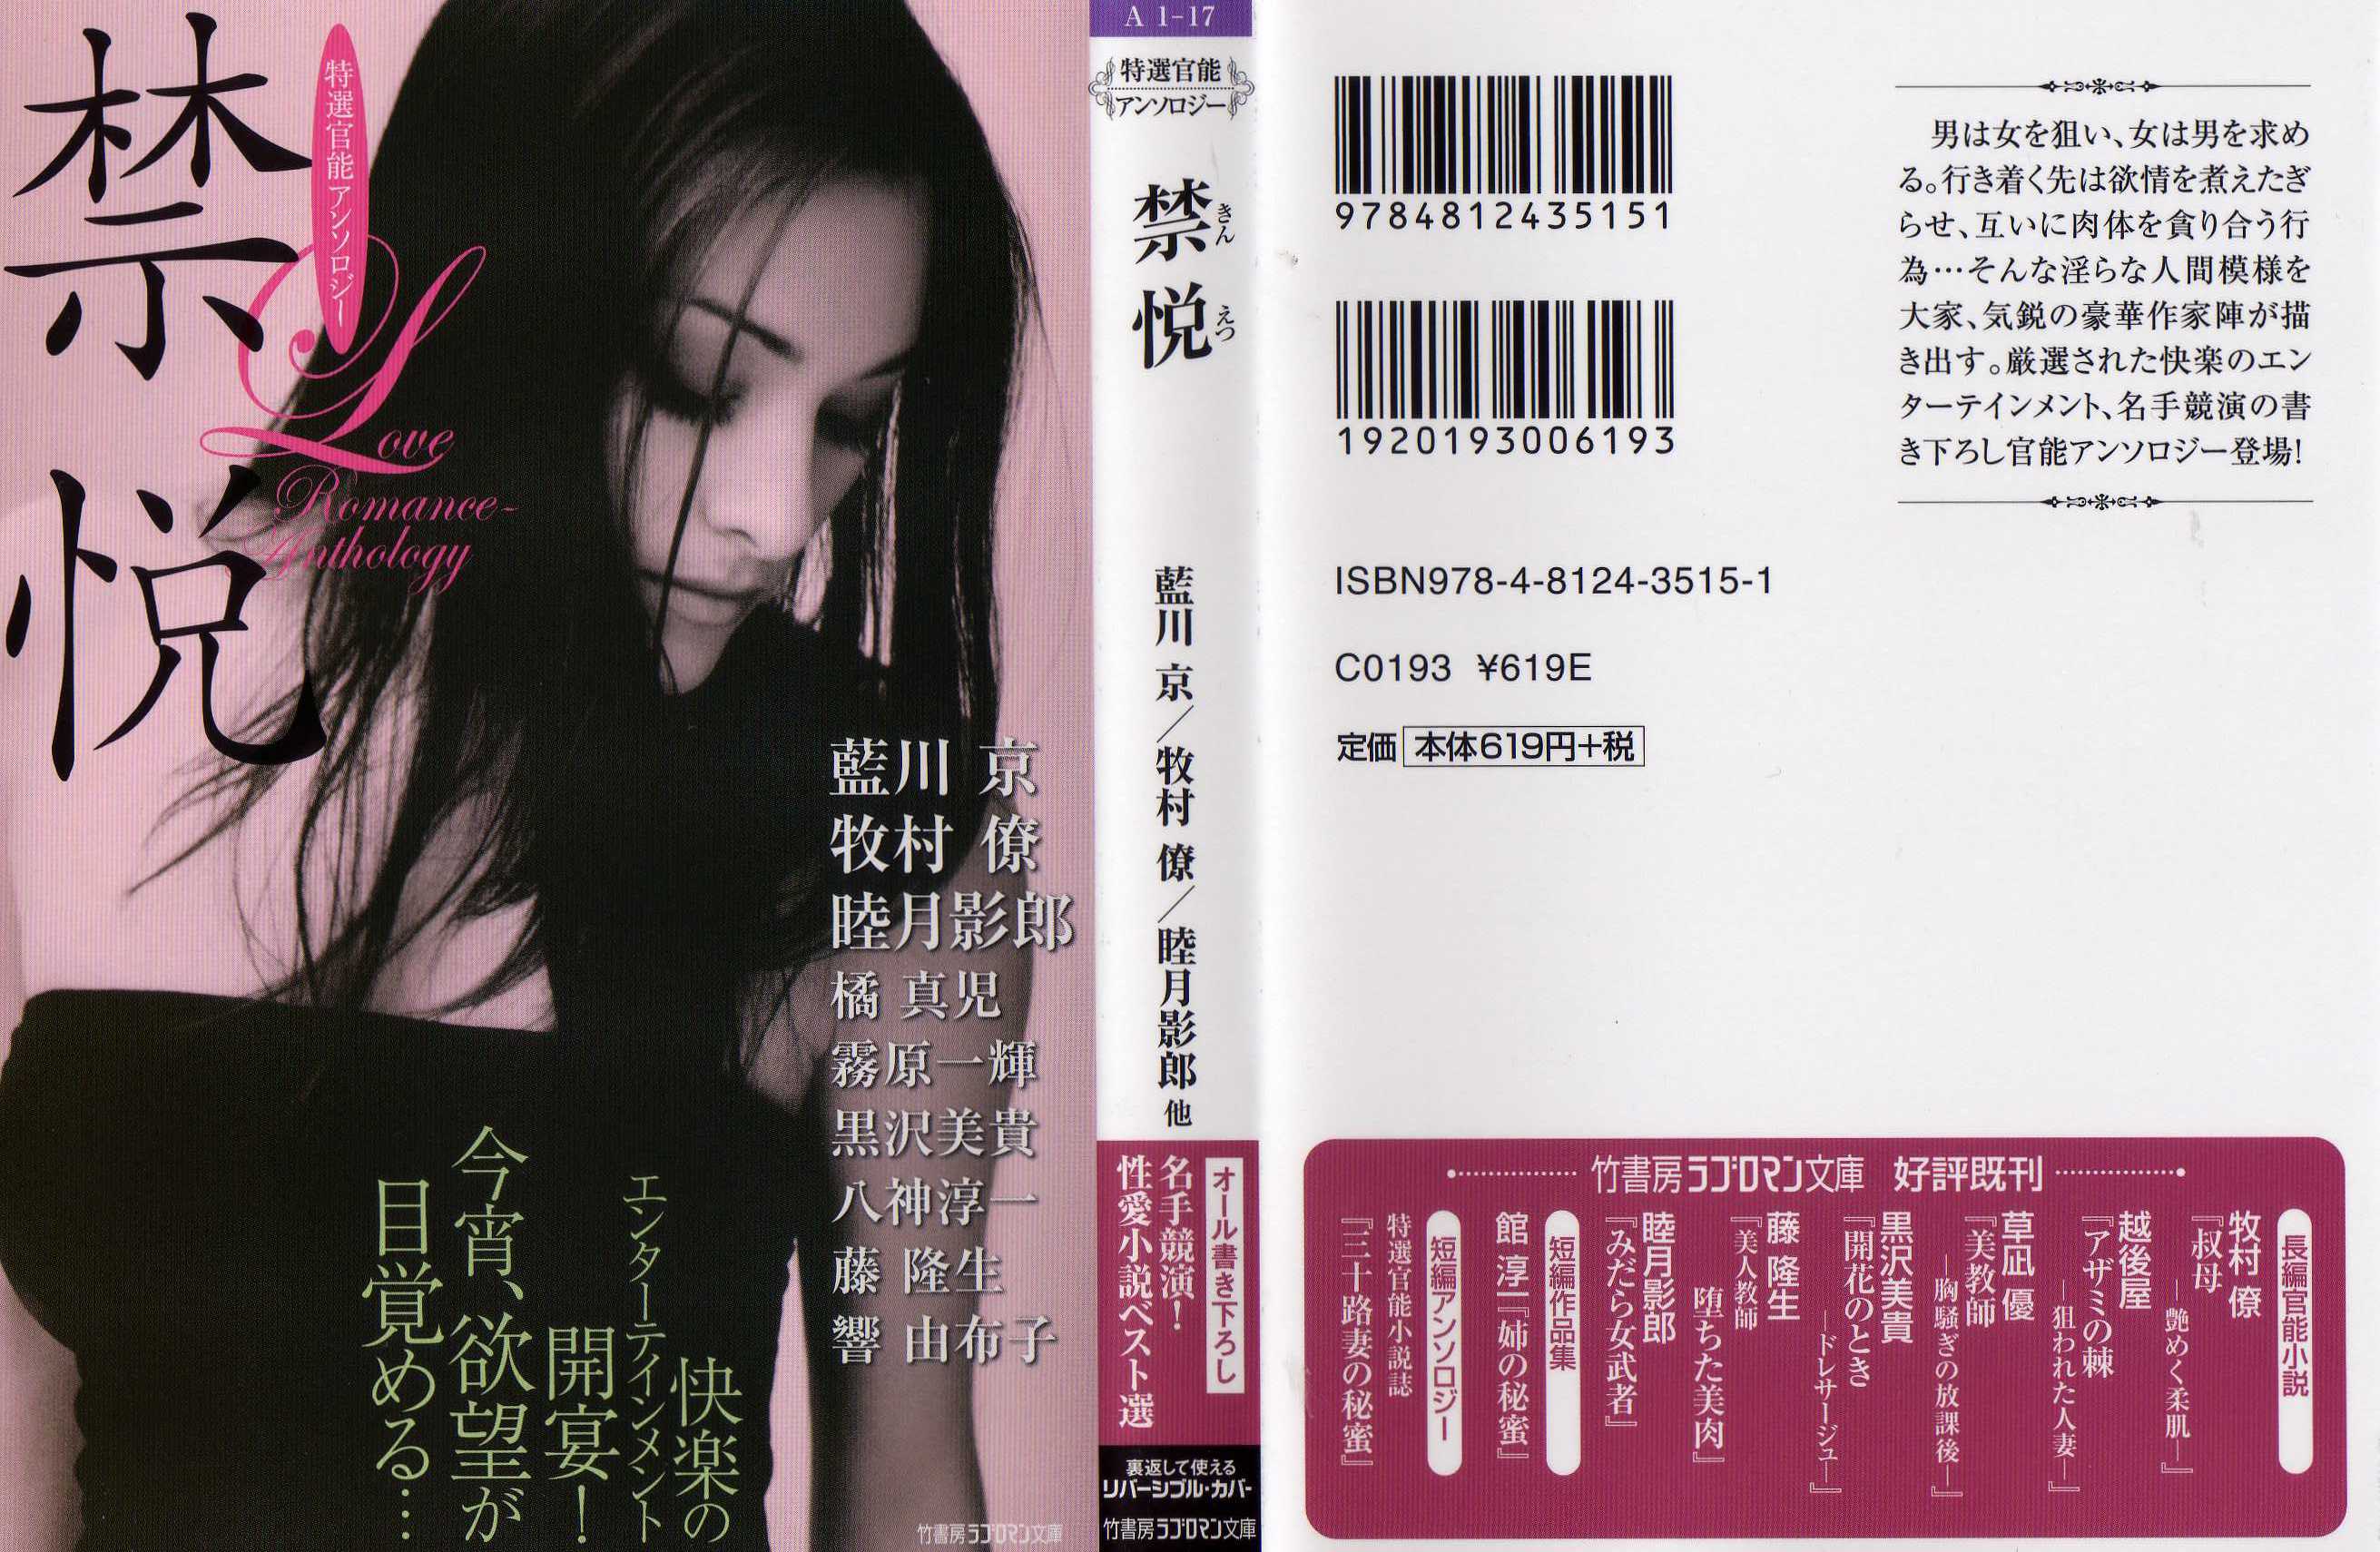 特選官能アンソロジー
禁悦
Love
Romance-
Anthology
藍川 京
牧村 僚
睦月影郎
橘 真児
霧原一輝
黒沢美貴
八神淳一
藤 隆生
響 由布子
快楽の
エンターテインメント
開宴！
今宵、欲望が
目覚める…
竹書房ラブロマン文庫
A 1-17
特選官能
アンソロジー
禁悦
きんえつ
藍川 京／牧村 僚／睦月影郎 他
オール書き下ろし
名手競演！
性愛小説ベスト選
裏返して使える
リバーシブル・カバー
竹書房ラブロマン文庫
9784812435151
1920193006193
ISBN978-4-8124-3515-1
C0193 ¥619E
定価 本体619円+税
男は女を狙い、女は男を求め
る。行き着く先は欲情を煮えたぎ
らせ、互いに肉体を貪り合う行
為…そんな淫らな人間模様を
大家、気鋭の豪華作家陣が描
き出す。厳選された快楽のエン
ターテインメント、名手競演の書
き下ろし官能アンソロジー登場！
竹書房ラブロマン文庫 好評既刊
長編官能小説
牧村 僚
『叔母
―艶めく柔肌―』
越後屋
『アザミの棘
―狙われた人妻―』
草凪 優
『美教師
―胸騒ぎの放課後―』
黒沢美貴
『開花のとき
―ドレサージュ―』
藤 隆生
『美人教師
堕ちた美肉』
睦月影郎
『みだら女武者』
短編作品集
館 淳一『姉の秘蜜』
短編アンソロジー
特選官能小説誌
『三十路妻の秘蜜』